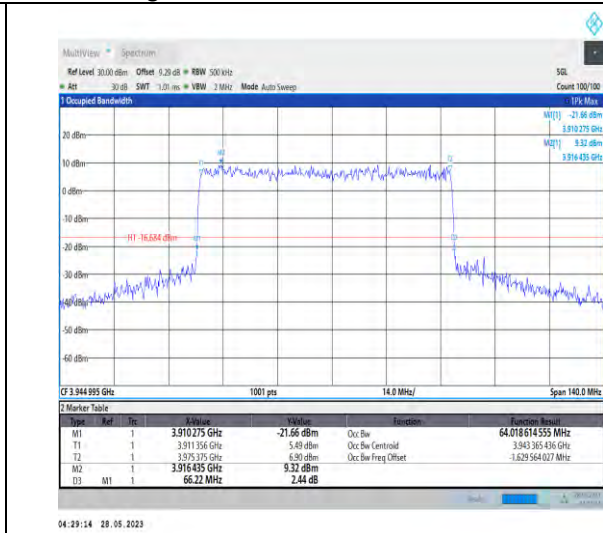 MultiView Spectrum
Ref Level 30.00 dBm Offset 9.29 dB RBW 500 kHz SGL
Att 30 dB SWT 1.01 ms VBW 2 MHz Mode Auto Sweep Count 100/100
1 Occupied Bandwidth 1Pk Max
M1[1] -21.66 dBm
3.910 275 GHz
M2[1] 9.32 dBm
3.916 435 GHz
20 dBm
M2
T1 T2
10 dBm
0 dBm
-10 dBm
H1 -16.684 dBm
-20 dBm
-30 dBm
-40 dBm
-50 dBm
-60 dBm
CF 3.944 995 GHz 1001 pts 14.0 MHz/ Span 140.0 MHz
2 Marker Table
Type Ref Trc X-Value Y-Value Function Function Result
M1 1 3.910 275 GHz -21.66 dBm Occ Bw 64.018 614 555 MHz
T1 1 3.911 356 GHz 5.49 dBm Occ Bw Centroid 3.943 365 436 GHz
T2 1 3.975 375 GHz 6.90 dBm Occ Bw Freq Offset -1.629 564 027 MHz
M2 1 3.916 435 GHz 9.32 dBm
D3 M1 1 66.22 MHz 2.44 dB
04:29:14 28.05.2023